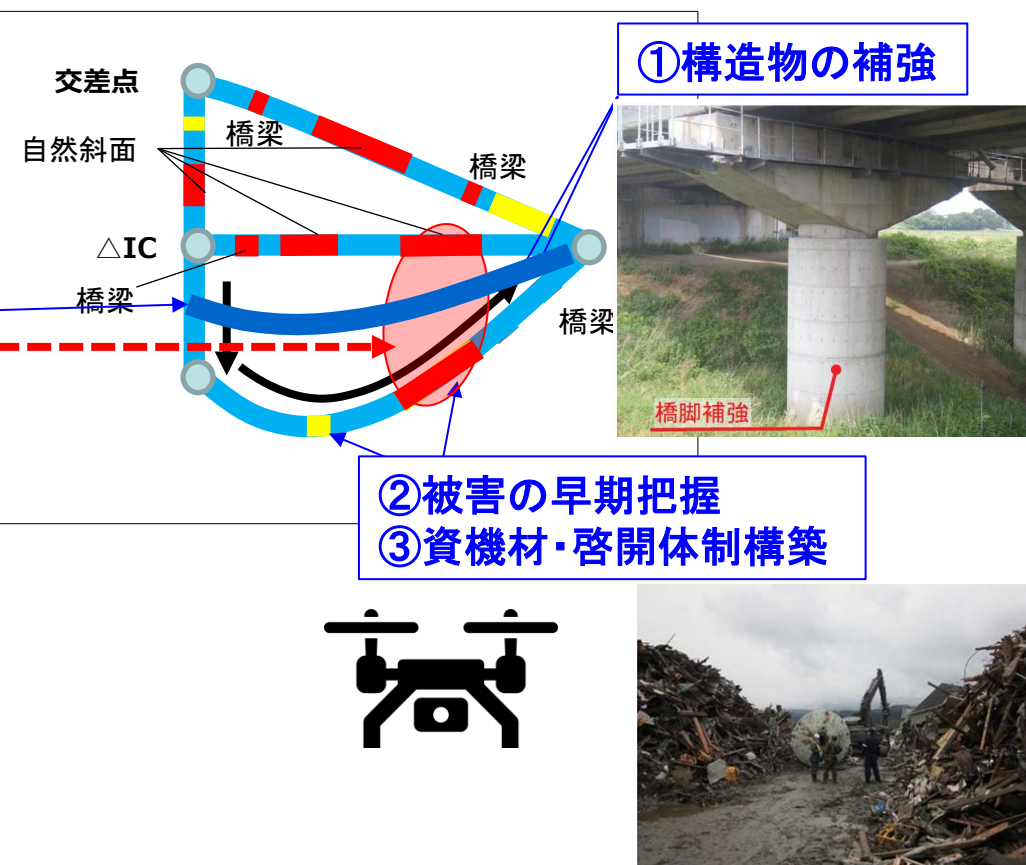 ①構造物の補強
交差点
橋梁
自然斜面
橋梁
△IC
橋梁
橋梁
橋脚補強
②被害の早期把握
③資機材・啓開体制構築